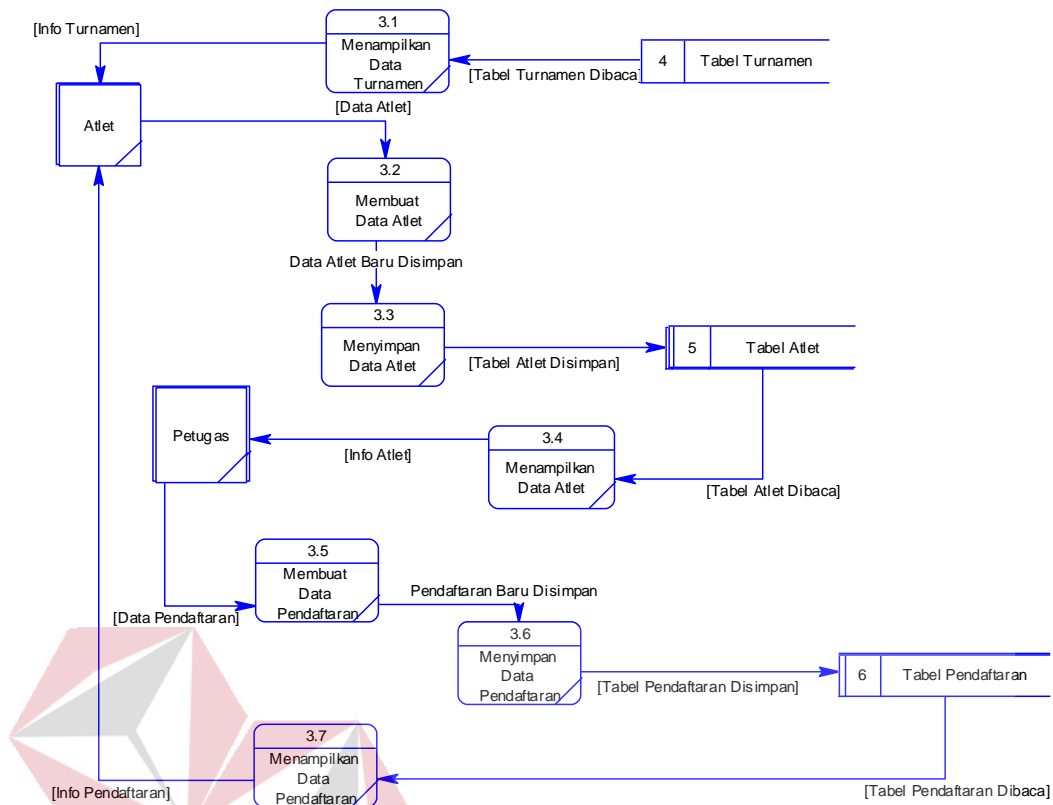 [Info Turnamen]
3.1
Menampilkan
Data
Turnamen
[Tabel Turnamen Dibaca]
4
Tabel Turnamen
[Data Atlet]
Atlet
3.2
Membuat
Data Atlet
Data Atlet Baru Disimpan
3.3
Menyimpan
Data Atlet
[Tabel Atlet Disimpan]
5
Tabel Atlet
Petugas
[Info Atlet]
3.4
Menampilkan
Data Atlet
[Tabel Atlet Dibaca]
3.5
Membuat
Data
Pendaftaran
[Data Pendaftaran]
Pendaftaran Baru Disimpan
3.6
Menyimpan
Data
Pendaftaran
[Tabel Pendaftaran Disimpan]
6
Tabel Pendaftaran
3.7
Menampilkan
Data
Pendaftaran
[Info Pendaftaran]
[Tabel Pendaftaran Dibaca]